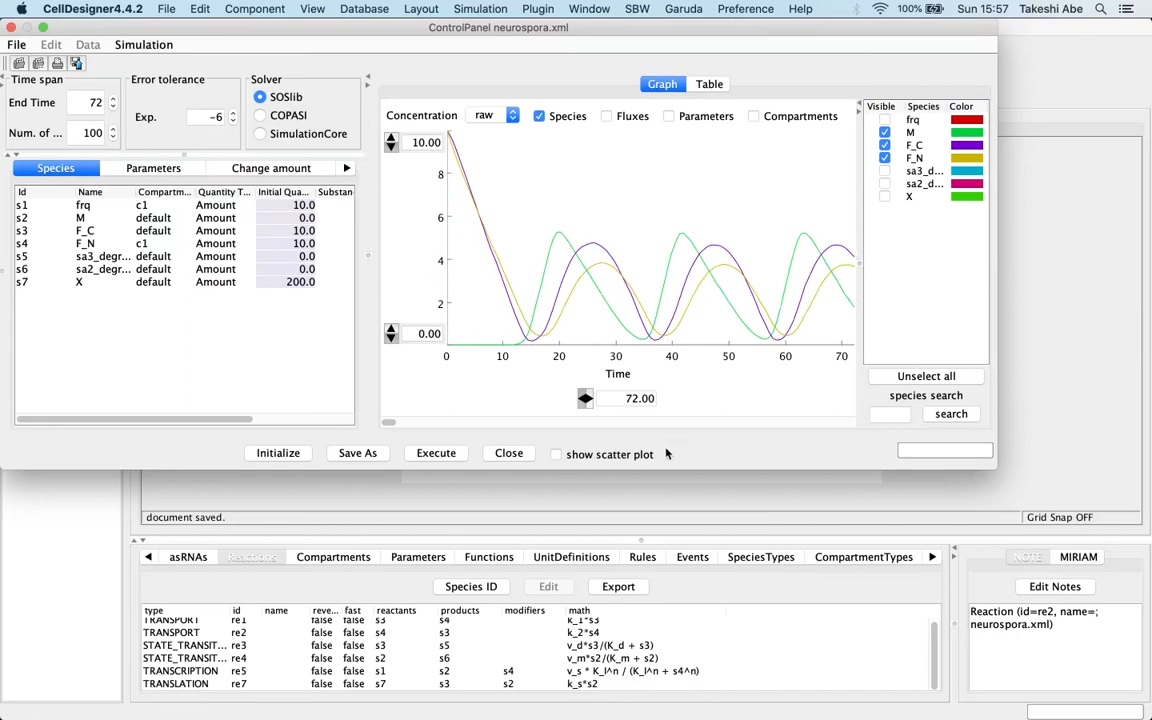 CellDesigner4.4.2 File Edit Component View Database Layout Simulation Plugin Window SBW Garuda Preference Help 100% Sun 15:57 Takeshi Abe
ControlPanel neurospora.xml
File Edit Data Simulation
Time span Error tolerance Solver
End Time 72
Num. of ... 100
Exp. -6
SOSlib
COPASI
SimulationCore
Species Parameters Change amount
Id Name Compartm... Quantity T... Initial Qua... Substan
s1 frq c1 Amount 10.0
s2 M default Amount 0.0
s3 F_C default Amount 10.0
s4 F_N c1 Amount 10.0
s5 sa3_degr... default Amount 0.0
s6 sa2_degr... default Amount 0.0
s7 X default Amount 200.0
Graph Table
Concentration raw Species Fluxes Parameters Compartments
10.00
8
6
4
2
0.00
0 10 20 30 40 50 60 70
Time
72.00
Visible Species Color
frq
M
F_C
F_N
sa3_d...
sa2_d...
X
Unselect all
species search
search
Initialize Save As Execute Close show scatter plot
document saved. Grid Snap OFF
asRNAs Reactions Compartments Parameters Functions UnitDefinitions Rules Events SpeciesTypes CompartmentTypes
Species ID Edit Export
type id name reve... fast reactants products modifiers math
TRANSPORT re1 false false s3 s4 k_1*s3
TRANSPORT re2 false false s4 s3 k_2*s4
STATE_TRANSIT... re3 false false s3 s5 v_d*s3/(K_d + s3)
STATE_TRANSIT... re4 false false s2 s6 v_m*s2/(K_m + s2)
TRANSCRIPTION re5 false false s1 s2 s4 v_s * K_I^n / (K_I^n + s4^n)
TRANSLATION re7 false false s7 s3 s2 k_s*s2
NOTE MIRIAM
Edit Notes
Reaction (id=re2, name=;
neurospora.xml)